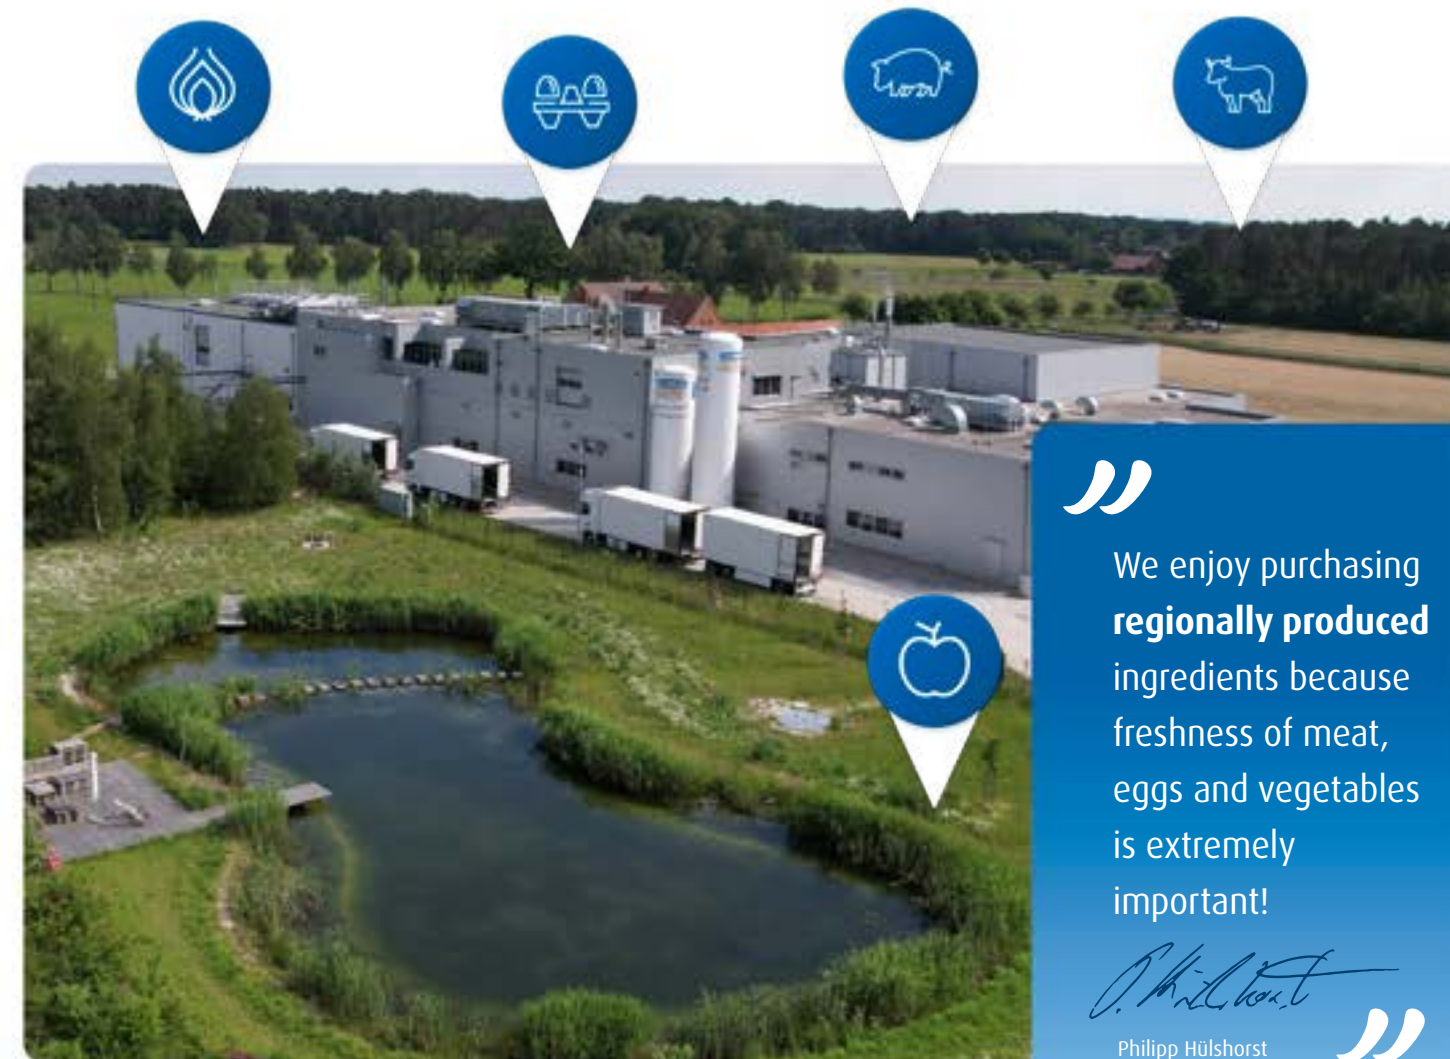 We enjoy purchasing
regionally produced
ingredients because
freshness of meat,
eggs and vegetables
is extremely
important!
Philipp Hülshorst